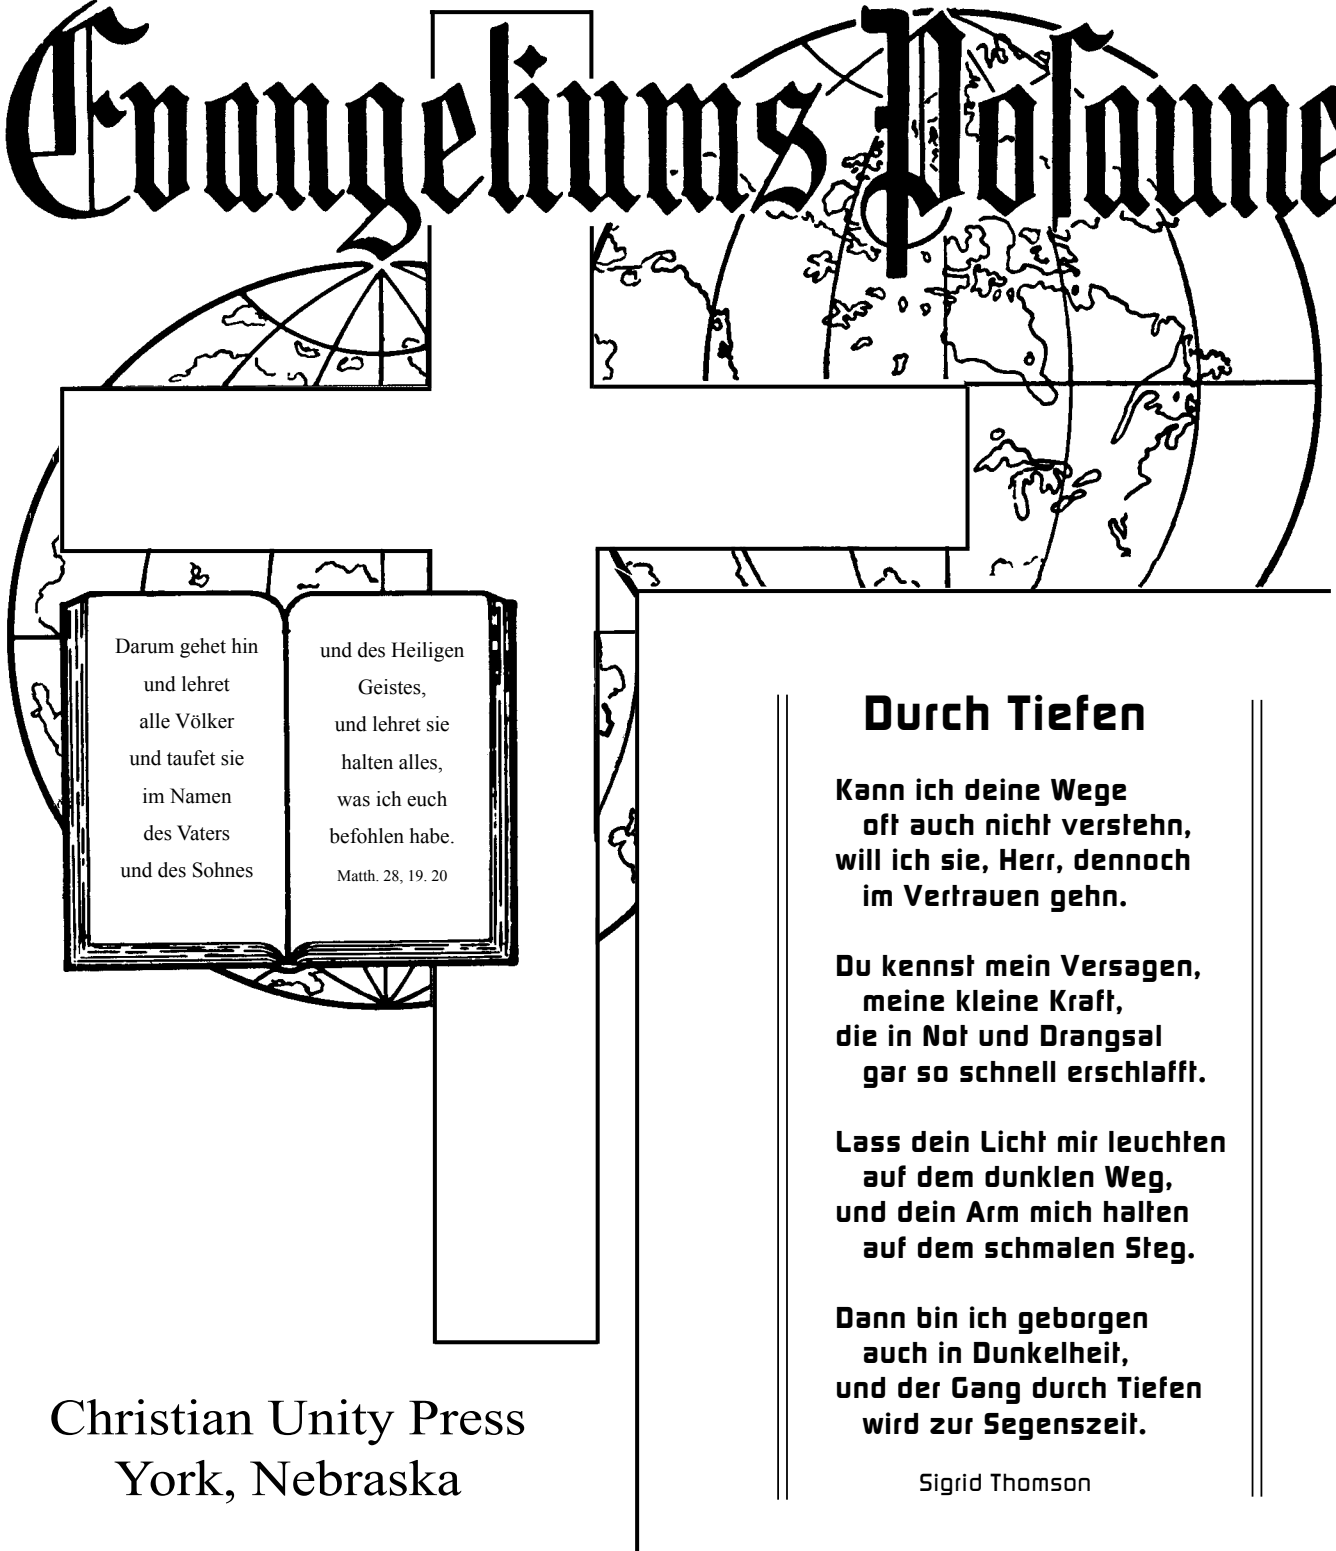 Evangeliums Poſaune
Darum gehet hin
und lehret
alle Völker
und taufet sie
im Namen
des Vaters
und des Sohnes
und des Heiligen
Geistes,
und lehret sie
halten alles,
was ich euch
befohlen habe.
Matth. 28, 19. 20
Durch Tiefen
Kann ich deine Wege
oft auch nicht verstehn,
will ich sie, Herr, dennoch
im Vertrauen gehn.
Du kennst mein Versagen,
meine kleine Kraft,
die in Not und Drangsal
gar so schnell erschlafft.
Lass dein Licht mir leuchten
auf dem dunklen Weg,
und dein Arm mich halten
auf dem schmalen Steg.
Dann bin ich geborgen
auch in Dunkelheit,
und der Gang durch Tiefen
wird zur Segenszeit.
Sigrid Thomson
Christian Unity Press
York, Nebraska